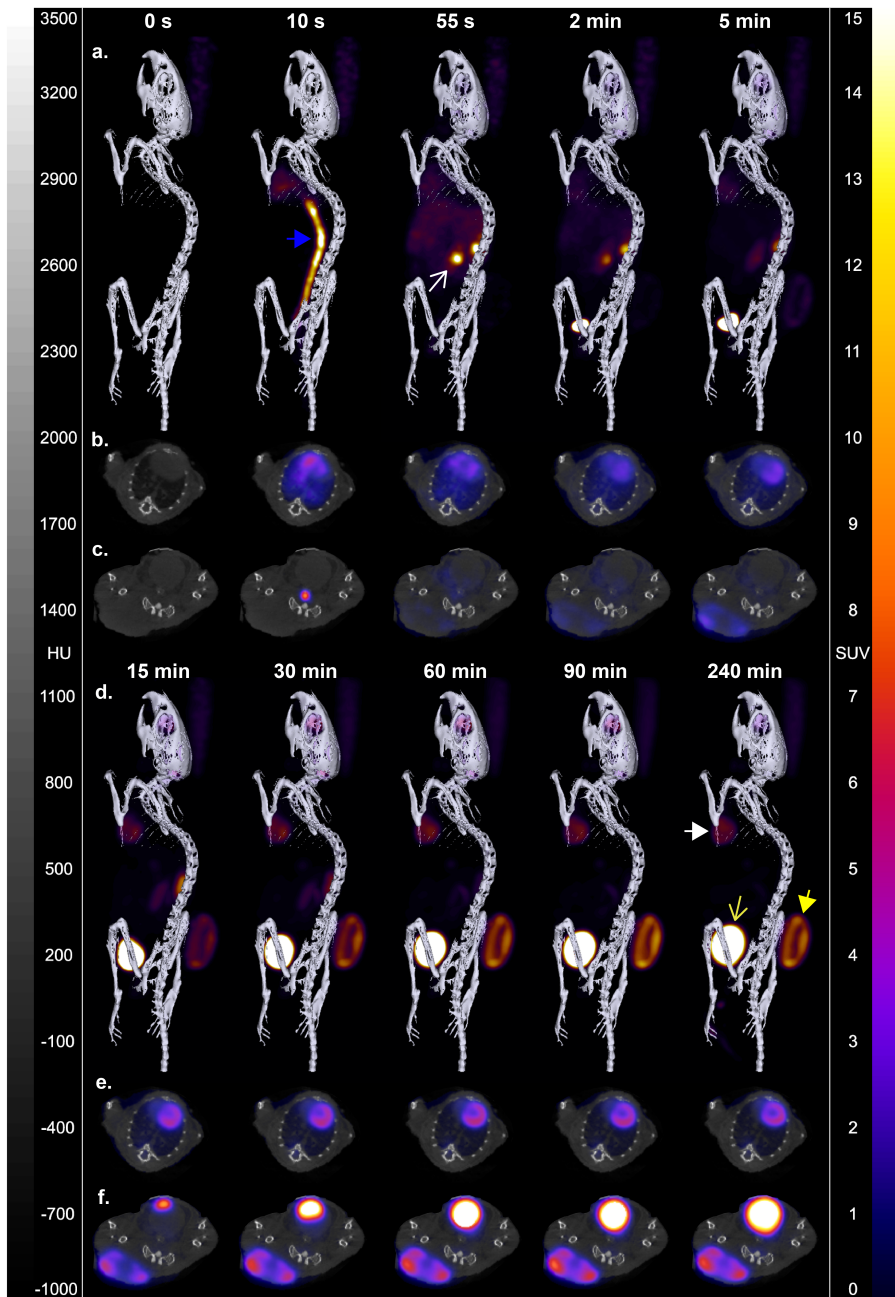 3500 0 s 10 s 55 s 2 min 5 min 15
a.
3200 14
2900 13
2600 12
2300 11
2000 b. 10
1700 9
c.
1400 8
HU SUV
15 min 30 min 60 min 90 min 240 min
1100 d. 7
800 6
500 5
200 4
-100 3
e.
-400 2
f.
-700 1
-1000 0